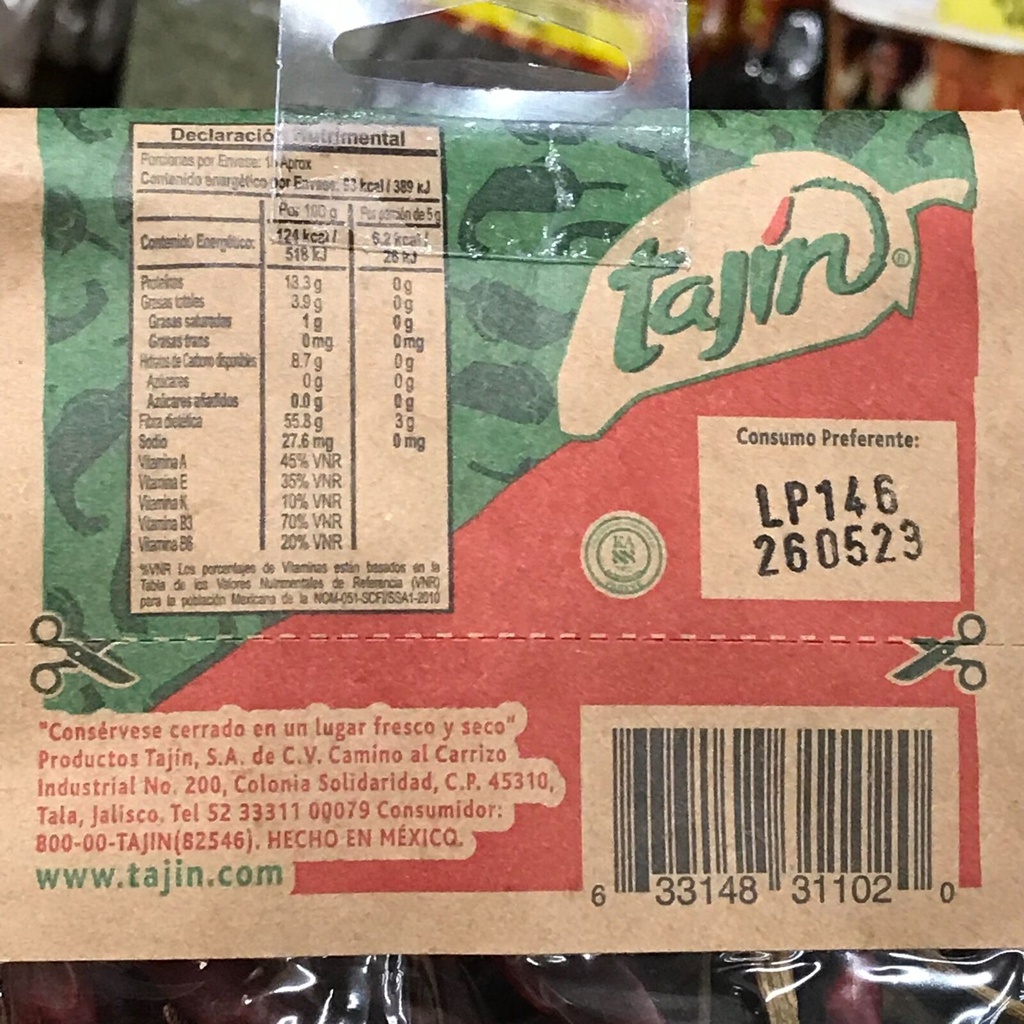 Declaración Nutrimental
Porciones por Envase: 15 Aprox
Contenido energético por Envase: 93 kcal / 389 kJ
Por 100 g Por porción de 5 g
Contenido Energético: 124 kcal / 518 kJ 6.2 kcal / 26 kJ
Proteínas 13.3 g 0 g
Grasas totales 3.9 g 0 g
Grasas saturadas 1 g 0 g
Grasas trans 0 mg 0 mg
Hidratos de Carbono disponibles 8.7 g 0 g
Azúcares 0 g 0 g
Azúcares añadidos 0.0 g 0 g
Fibra dietética 55.8 g 3 g
Sodio 27.6 mg 0 mg
Vitamina A 45% VNR
Vitamina E 35% VNR
Vitamina K 10% VNR
Vitamina B3 70% VNR
Vitamina B6 20% VNR
%VNR Los porcentajes de Vitaminas están basados en la
Tabla de los Valores Nutrimentales de Referencia (VNR)
para la población Mexicana de la NOM-051-SCFI/SSA1-2010
tajín®
Consumo Preferente:
LP146
260523
KA
"Consérvese cerrado en un lugar fresco y seco"
Productos Tajín, S.A. de C.V. Camino al Carrizo
Industrial No. 200, Colonia Solidaridad, C.P. 45310,
Tala, Jalisco. Tel 52 33311 00079 Consumidor:
800-00-TAJIN(82546). HECHO EN MÉXICO.
www.tajin.com
6 33148 31102 0